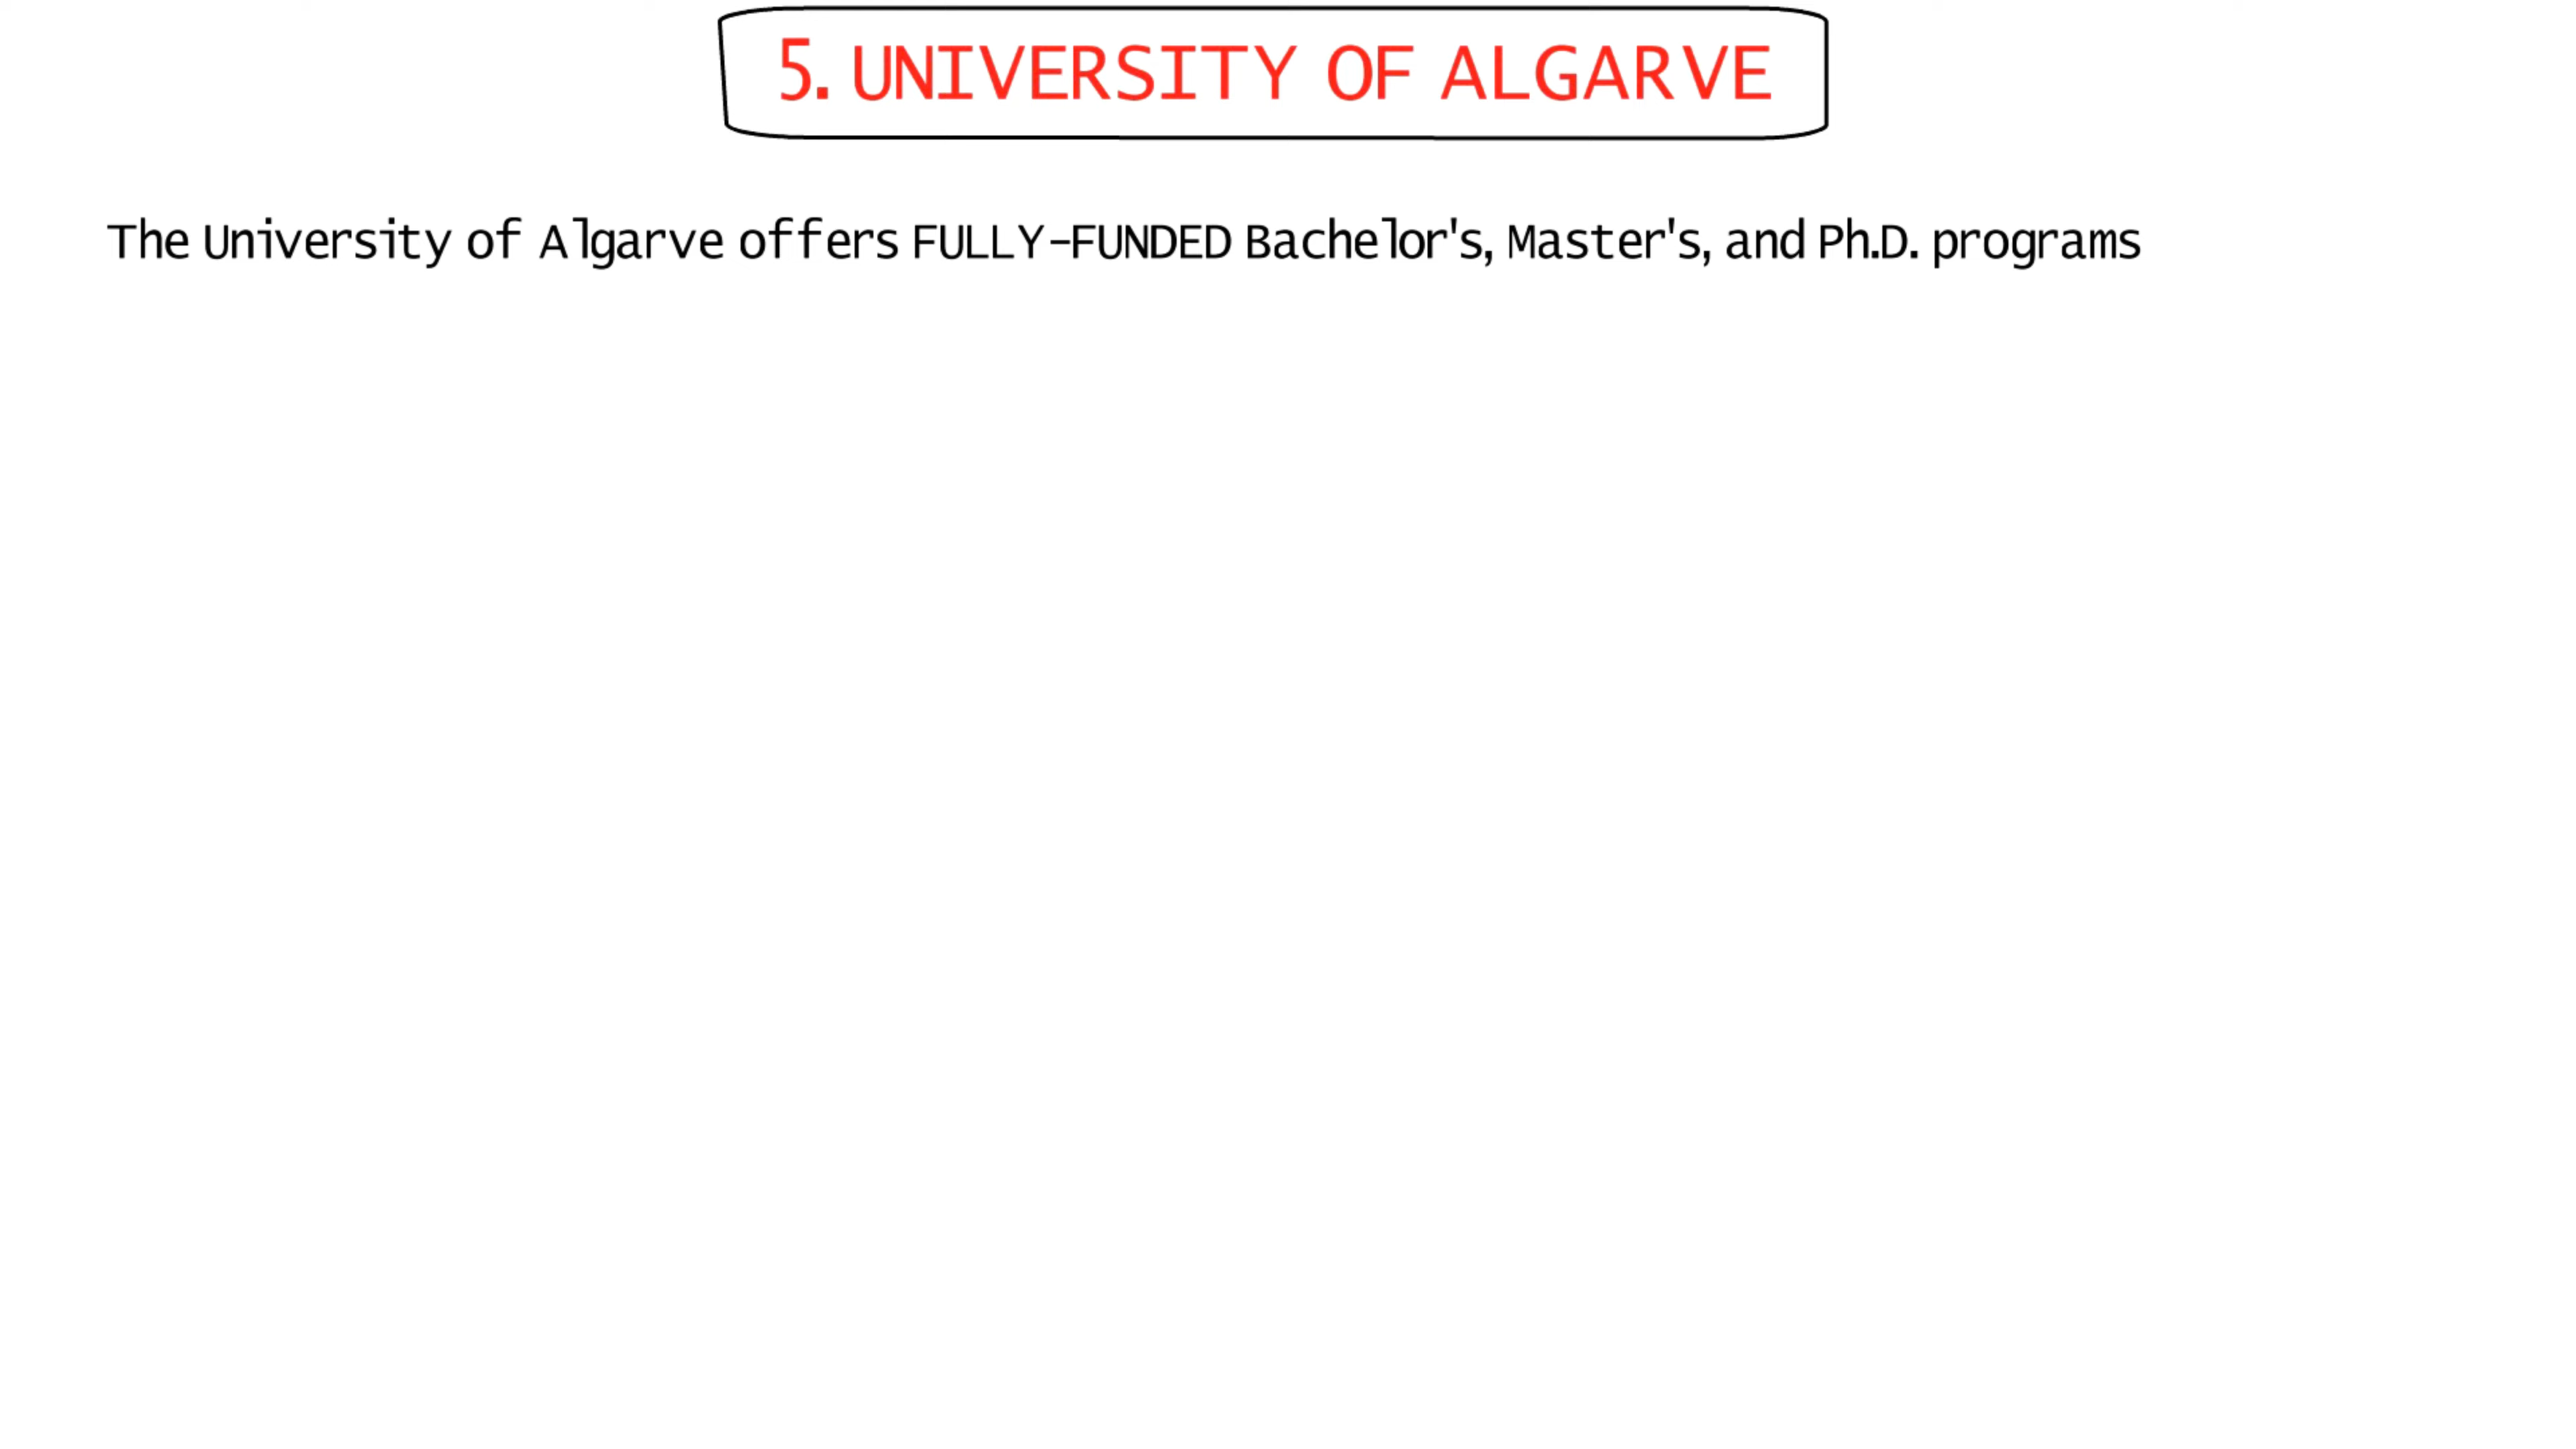 5. UNIVERSITY OF ALGARVE
The University of Algarve offers FULLY-FUNDED Bachelor's, Master's, and Ph.D. programs